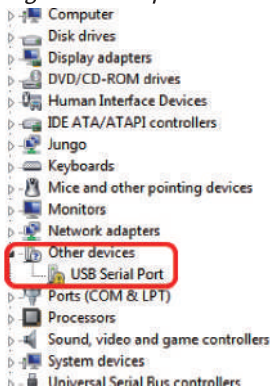 Computer
Disk drives
Display adapters
DVD/CD-ROM drives
Human Interface Devices
IDE ATA/ATAPI controllers
Jungo
Keyboards
Mice and other pointing devices
Monitors
Network adapters
Other devices
USB Serial Port
Ports (COM & LPT)
Processors
Sound, video and game controllers
System devices
Universal Serial Bus controllers